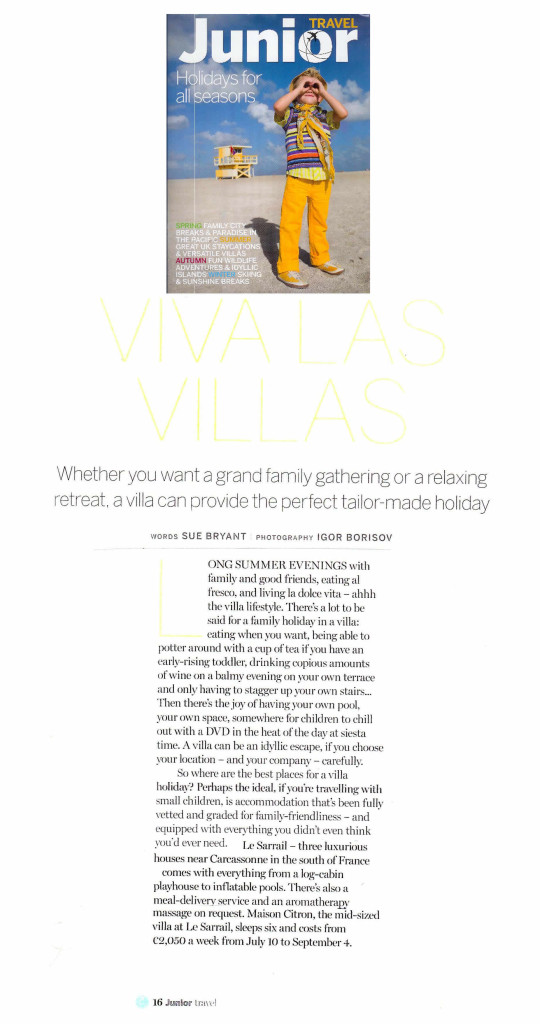 TRAVEL
Junior
Holidays for
all seasons
SPRING FAMILY CITY
BREAKS & PARADISE IN
THE PACIFIC SUMMER
GREAT UK STAYCATIONS
& VERSATILE VILLAS
AUTUMN FUN WILDLIFE
ADVENTURES & IDYLLIC
ISLANDS WINTER SKIING
& SUNSHINE BREAKS
VIVA LAS
VILLAS
Whether you want a grand family gathering or a relaxing
retreat, a villa can provide the perfect tailor-made holiday
WORDS SUE BRYANT | PHOTOGRAPHY IGOR BORISOV
LONG SUMMER EVENINGS with
family and good friends, eating al
fresco, and living la dolce vita – ahhh
the villa lifestyle. There's a lot to be
said for a family holiday in a villa:
eating when you want, being able to
potter around with a cup of tea if you have an
early-rising toddler, drinking copious amounts
of wine on a balmy evening on your own terrace
and only having to stagger up your own stairs...
Then there's the joy of having your own pool,
your own space, somewhere for children to chill
out with a DVD in the heat of the day at siesta
time. A villa can be an idyllic escape, if you choose
your location – and your company – carefully.
So where are the best places for a villa
holiday? Perhaps the ideal, if you're travelling with
small children, is accommodation that's been fully
vetted and graded for family-friendliness – and
equipped with everything you didn't even think
you'd ever need. Le Sarrail – three luxurious
houses near Carcassonne in the south of France
comes with everything from a log-cabin
playhouse to inflatable pools. There's also a
meal-delivery service and an aromatherapy
massage on request. Maison Citron, the mid-sized
villa at Le Sarrail, sleeps six and costs from
€2,050 a week from July 10 to September 4.
16 Junior travel